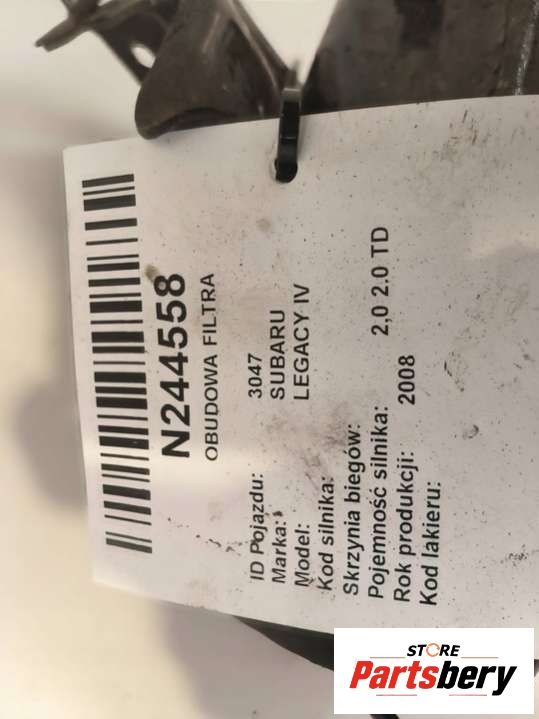 N244558
OBUDOWA FILTRA
ID Pojazdu: 3047
Marka: SUBARU
Model: LEGACY IV
Kod silnika:
Skrzynia biegów:
Pojemność silnika: 2,0 2.0 TD
Rok produkcji: 2008
Kod lakieru:
STORE
Partsbery